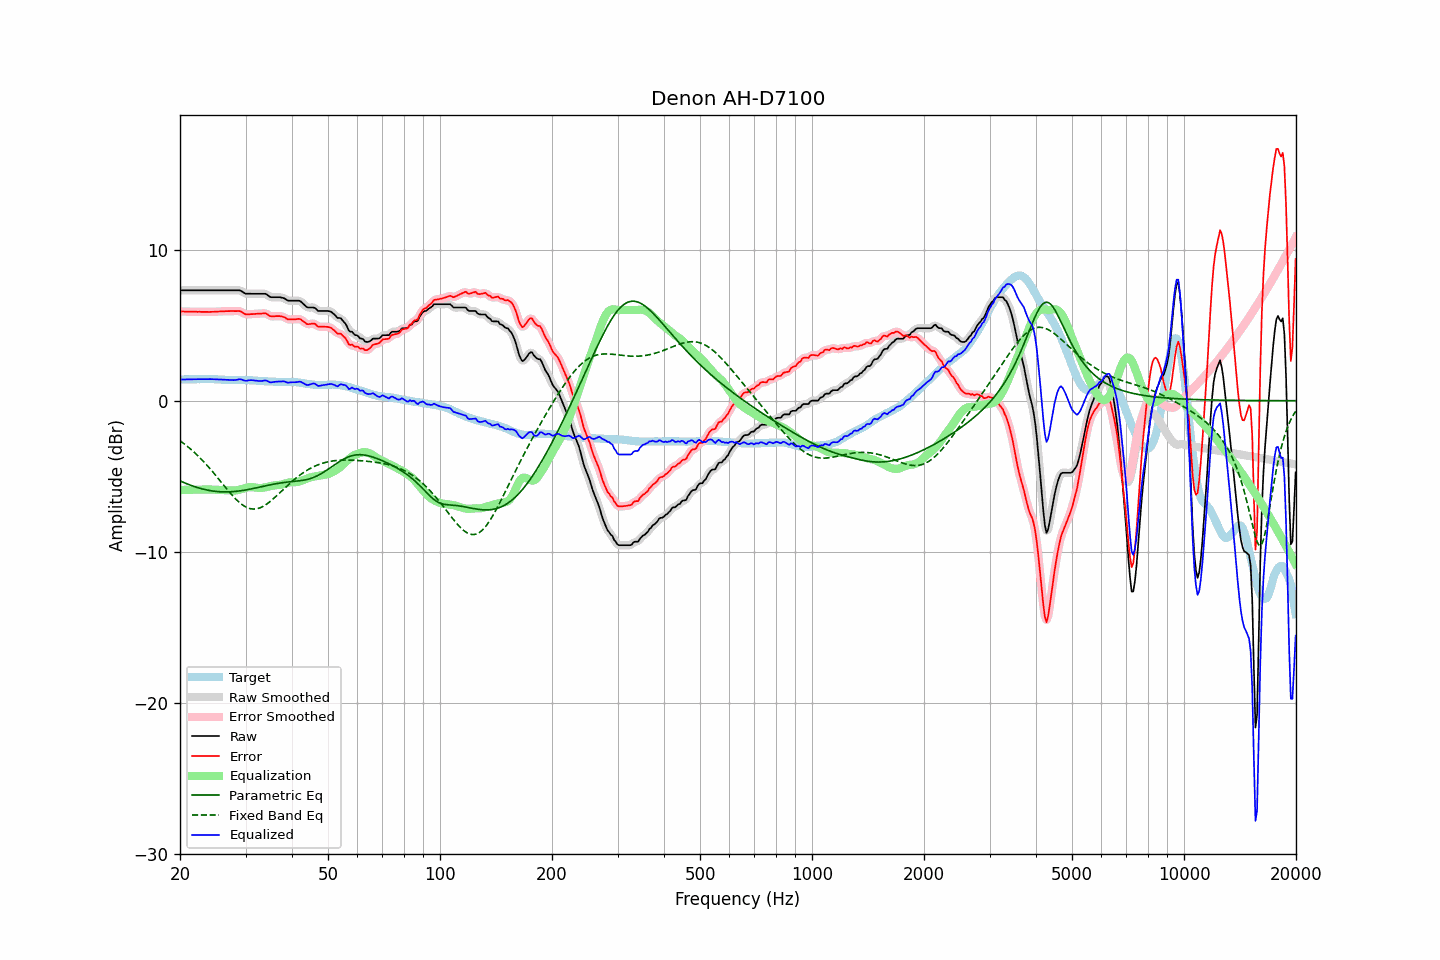 Denon AH-D7100
Amplitude (dBr)
10
0
−10
−20
−30
Target
Raw Smoothed
Error Smoothed
Raw
Error
Equalization
Parametric Eq
Fixed Band Eq
Equalized
20 50 100 200 500 1000 2000 5000 10000 20000
Frequency (Hz)